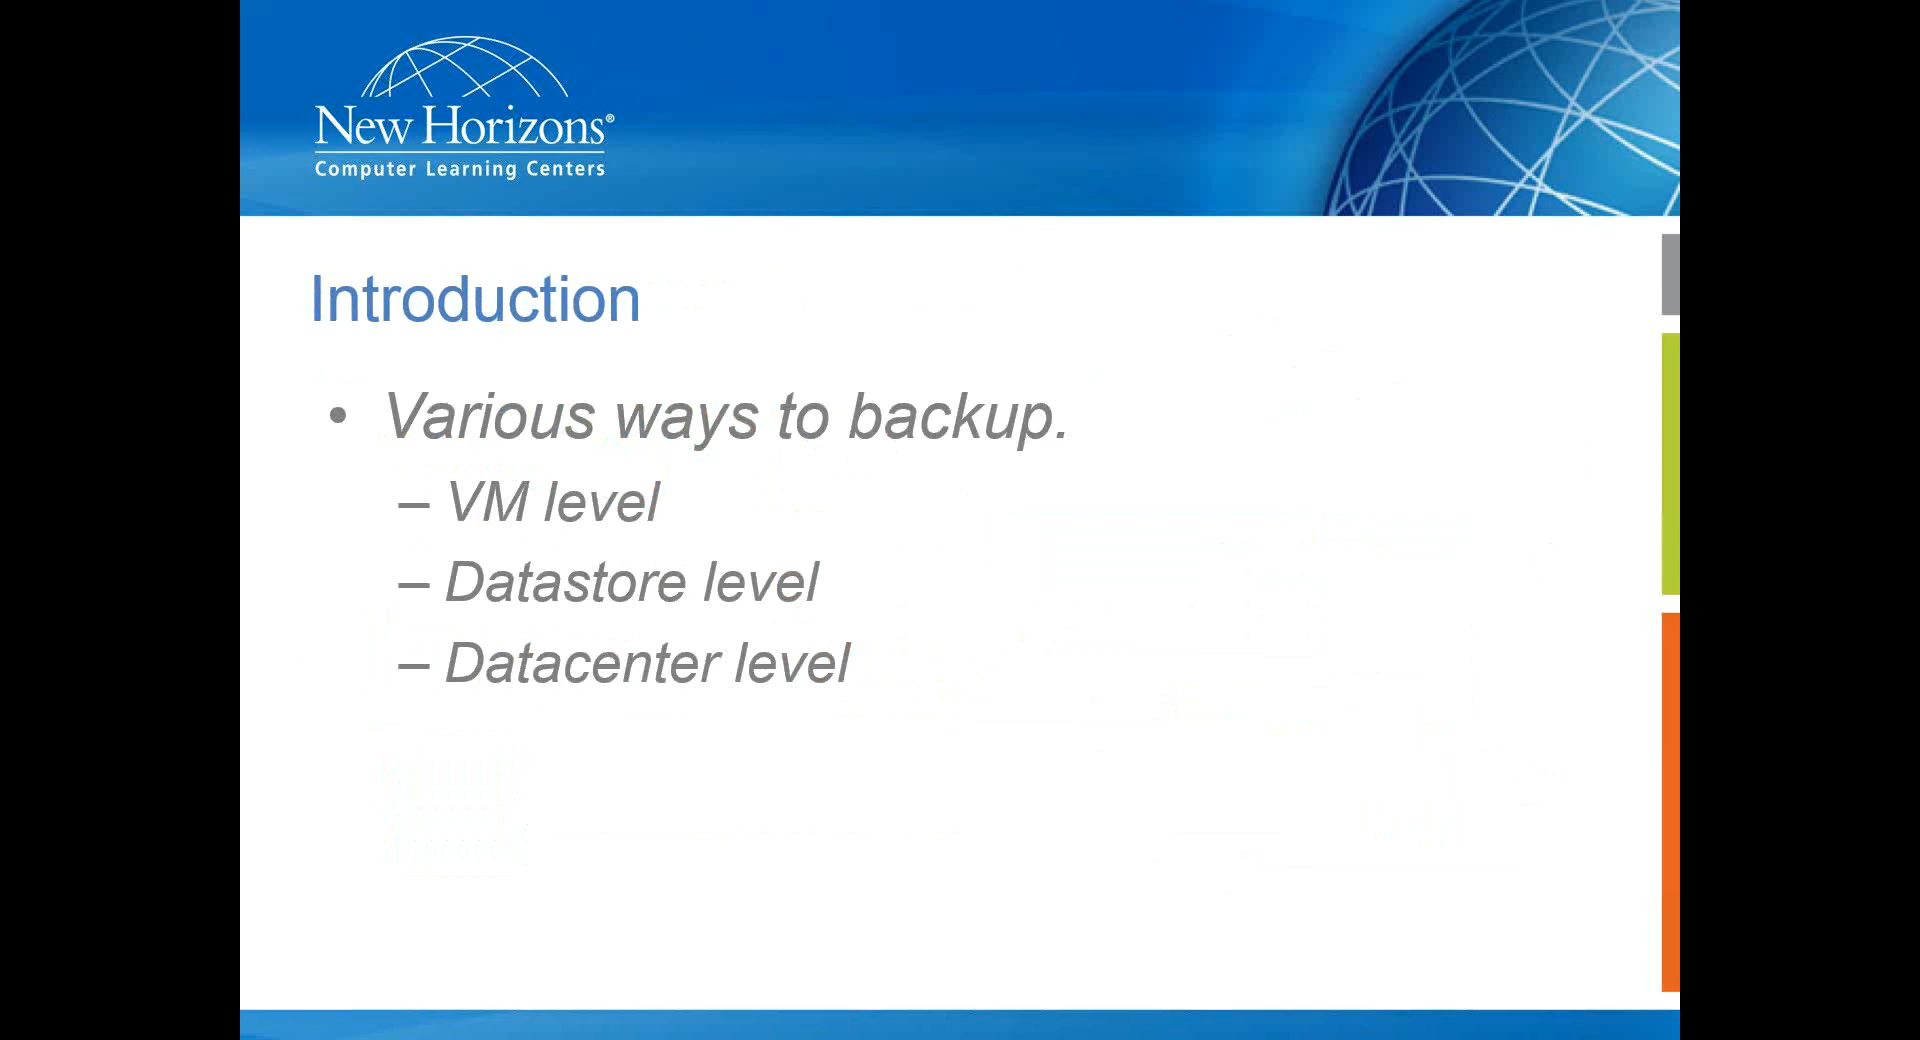 New Horizons®
Computer Learning Centers
Introduction
• Various ways to backup.
– VM level
– Datastore level
– Datacenter level